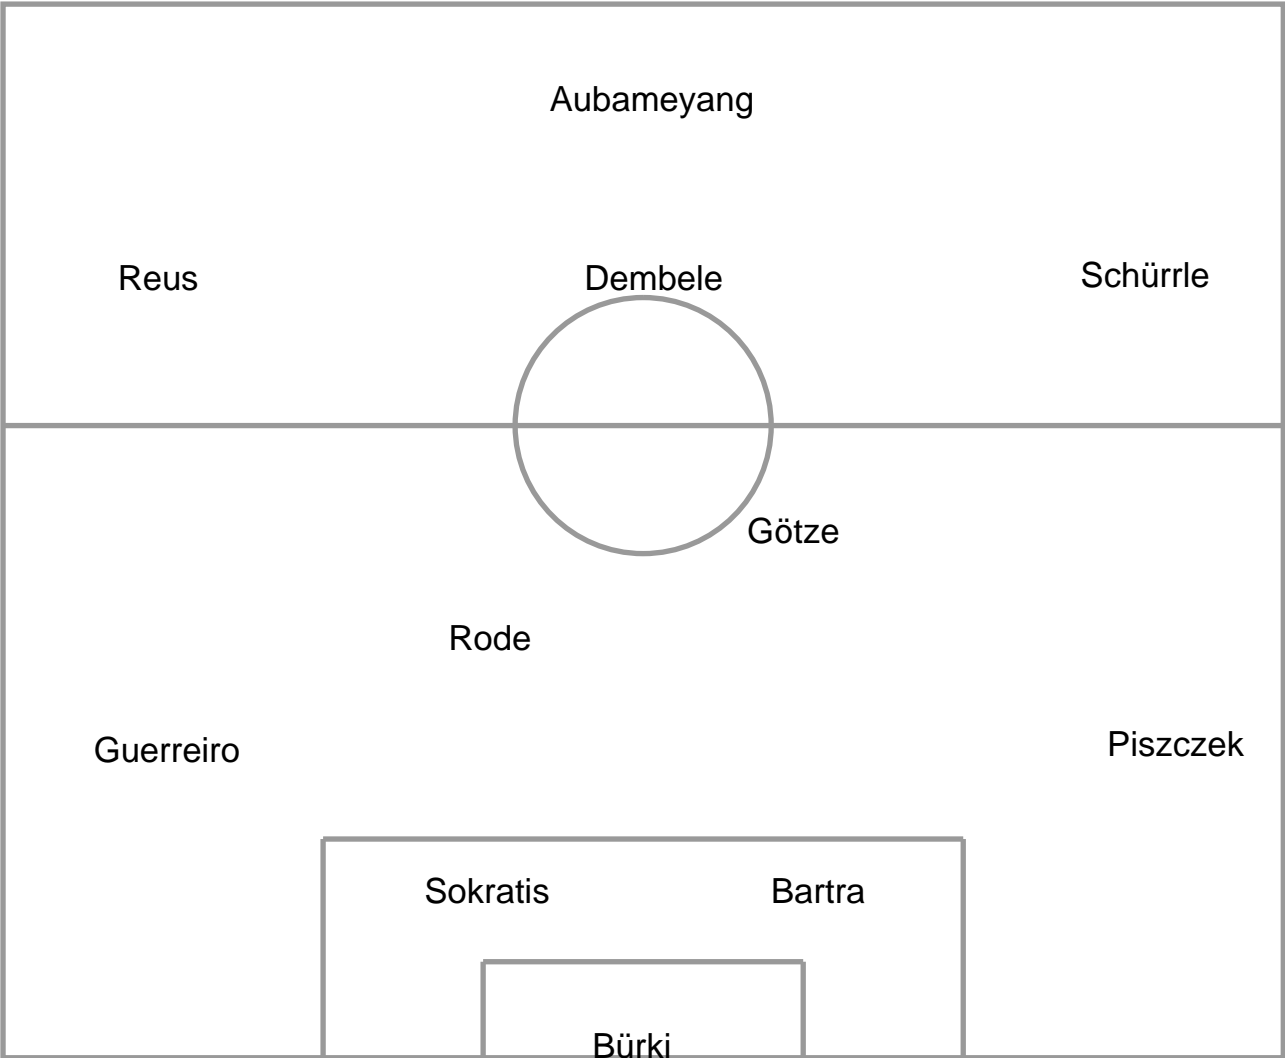 Aubameyang
Reus Dembele Schürrle
Götze
Rode
Guerreiro Piszczek
Sokratis Bartra
Bürki